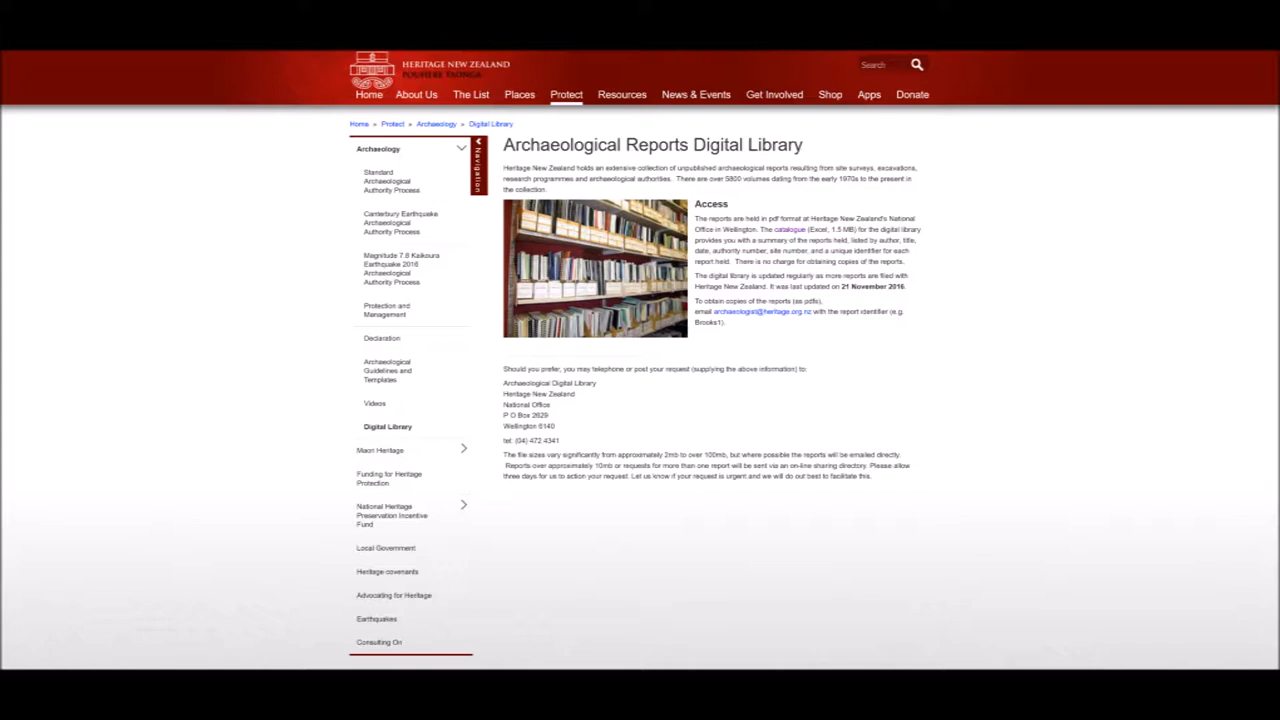 HERITAGE NEW ZEALAND
POUHERE TAONGA
Search
Home About Us The List Places Protect Resources News & Events Get Involved Shop Apps Donate
Home » Protect » Archaeology » Digital Library
Archaeology
Navigation
Standard
Archaeological
Authority Process
Canterbury Earthquake
Archaeological
Authority Process
Magnitude 7.8 Kaikoura
Earthquake 2016
Archaeological
Authority Process
Protection and
Management
Declaration
Archaeological
Guidelines and
Templates
Videos
Digital Library
Maori Heritage
Funding for Heritage
Protection
National Heritage
Preservation Incentive
Fund
Local Government
Heritage covenants
Advocating for Heritage
Earthquakes
Consulting On
Archaeological Reports Digital Library
Heritage New Zealand holds an extensive collection of unpublished archaeological reports resulting from site surveys, excavations,
research programmes and archaeological authorities. There are over 5800 volumes dating from the early 1970s to the present in
the collection.
Access
The reports are held in pdf format at Heritage New Zealand's National
Office in Wellington. The catalogue (Excel, 1.5 MB) for the digital library
provides you with a summary of the reports held, listed by author, title,
date, authority number, site number, and a unique identifier for each
report held. There is no charge for obtaining copies of the reports.
The digital library is updated regularly as more reports are filed with
Heritage New Zealand. It was last updated on 21 November 2016.
To obtain copies of the reports (as pdfs),
email archaeologist@heritage.org.nz with the report identifier (e.g.
Brooks1).
Should you prefer, you may telephone or post your request (supplying the above information) to:
Archaeological Digital Library
Heritage New Zealand
National Office
P O Box 2629
Wellington 6140
tel: (04) 472 4341
The file sizes vary significantly from approximately 2mb to over 100mb, but where possible the reports will be emailed directly.
Reports over approximately 10mb or requests for more than one report will be sent via an on-line sharing directory. Please allow
three days for us to action your request. Let us know if your request is urgent and we will do out best to facilitate this.